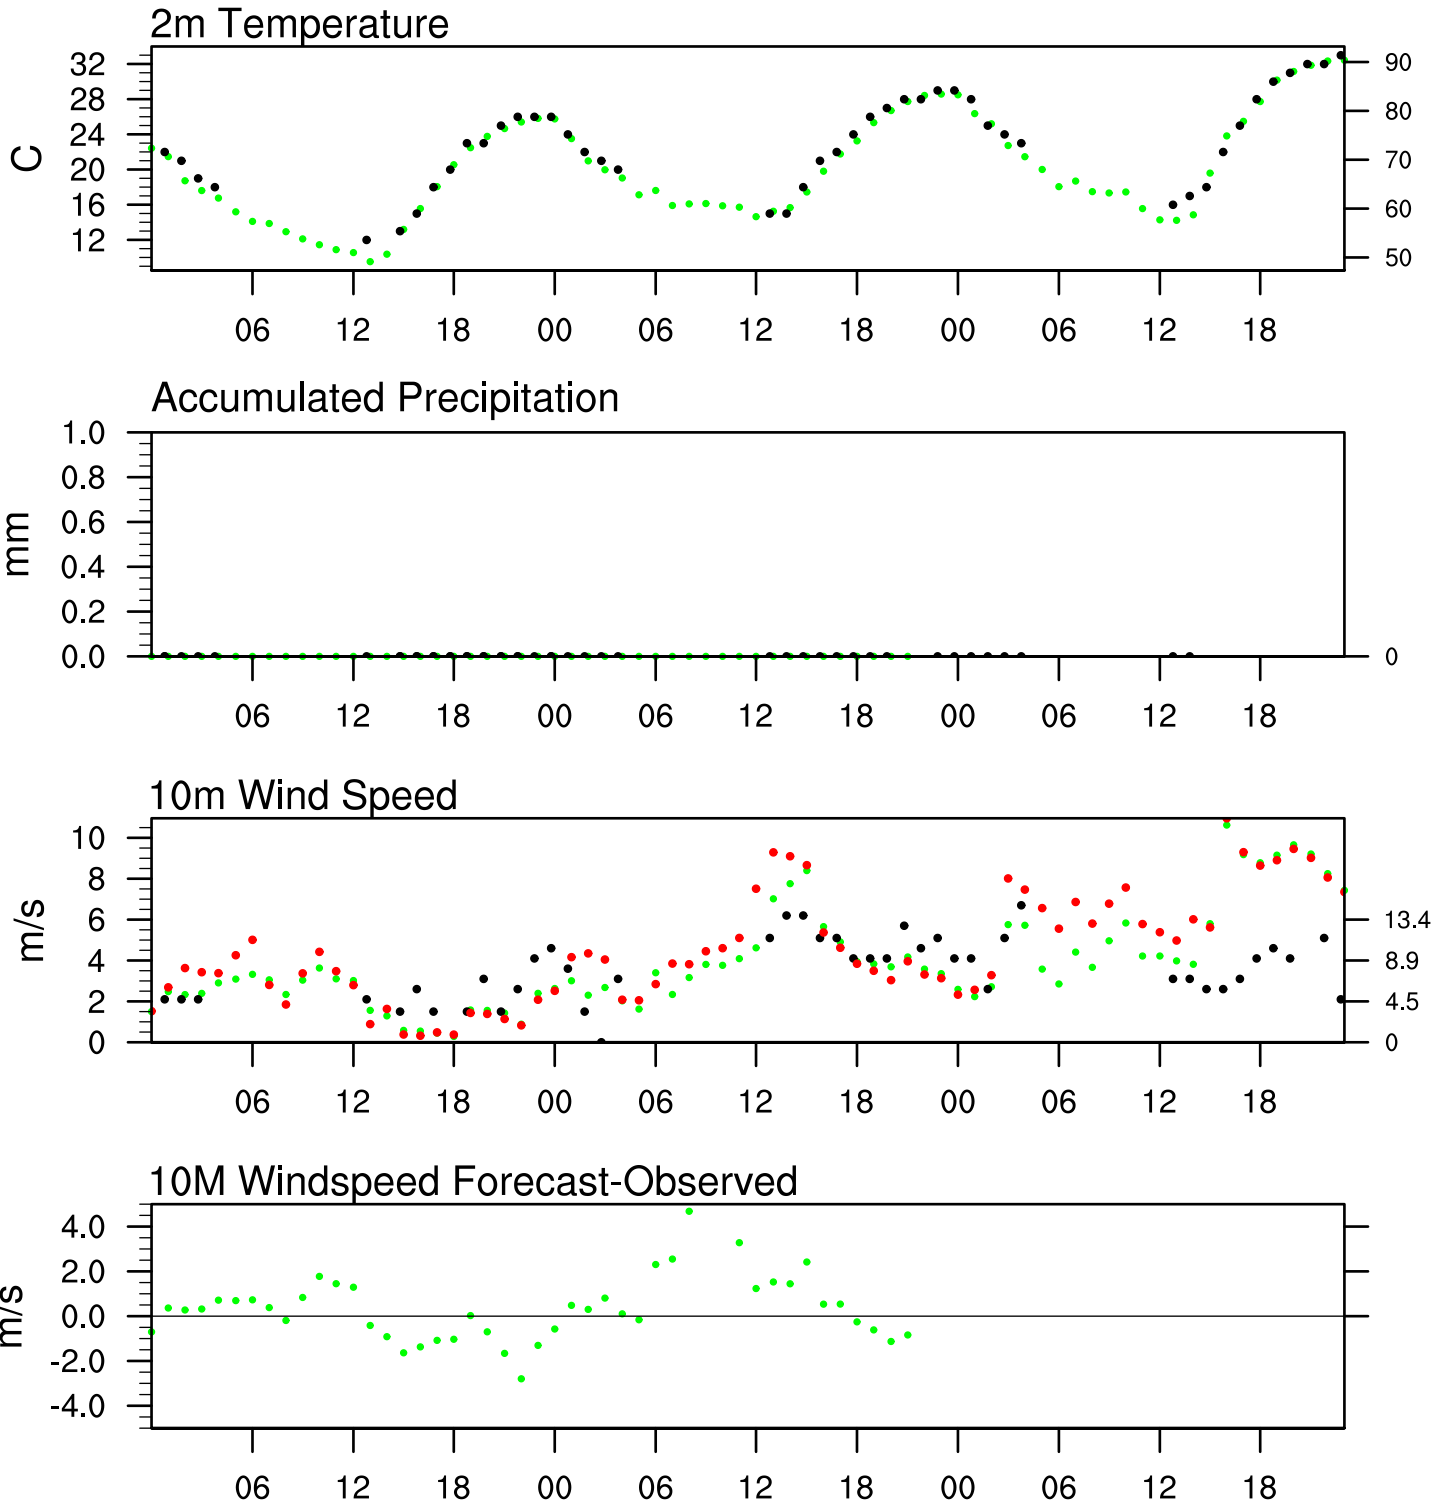 2m Temperature
C
32
28
24
20
16
12
90
80
70
60
50
06 12 18 00 06 12 18 00 06 12 18
Accumulated Precipitation
mm
1.0
0.8
0.6
0.4
0.2
0.0
0
06 12 18 00 06 12 18 00 06 12 18
10m Wind Speed
m/s
10
8
6
4
2
0
13.4
8.9
4.5
0
06 12 18 00 06 12 18 00 06 12 18
10M Windspeed Forecast-Observed
m/s
4.0
2.0
0.0
-2.0
-4.0
06 12 18 00 06 12 18 00 06 12 18